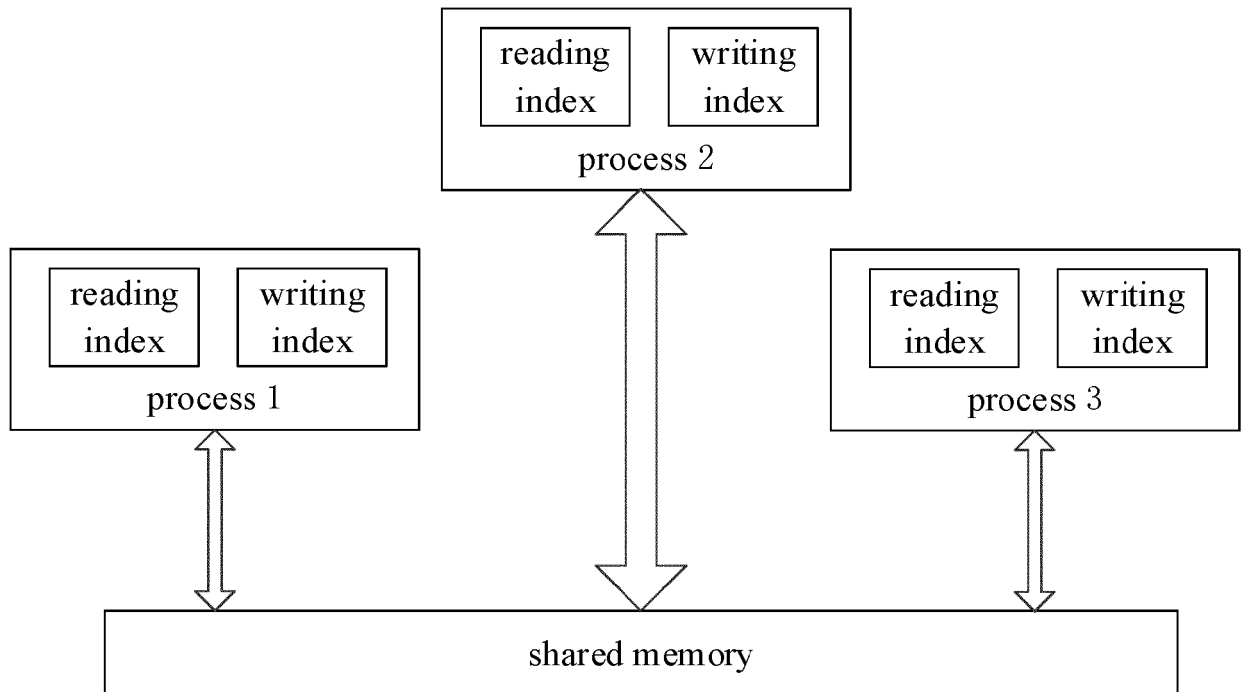 reading
index
writing
index
process 2
reading
index
writing
index
process 1
reading
index
writing
index
process 3
shared memory